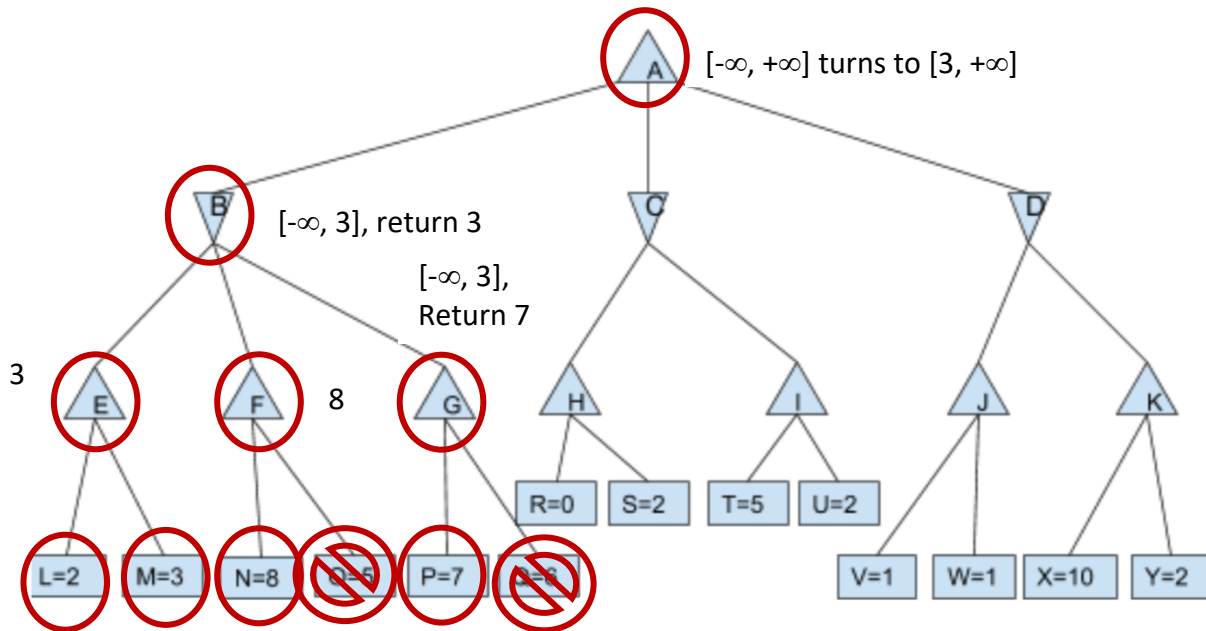 A
[-∞, +∞] turns to [3, +∞]
B
[-∞, 3], return 3
C
D
[-∞, 3],
Return 7
3
E
F
8
G
H
I
J
K
R=0
S=2
T=5
U=2
L=2
M=3
N=8
O=5
P=7
V=1
W=1
X=10
Y=2